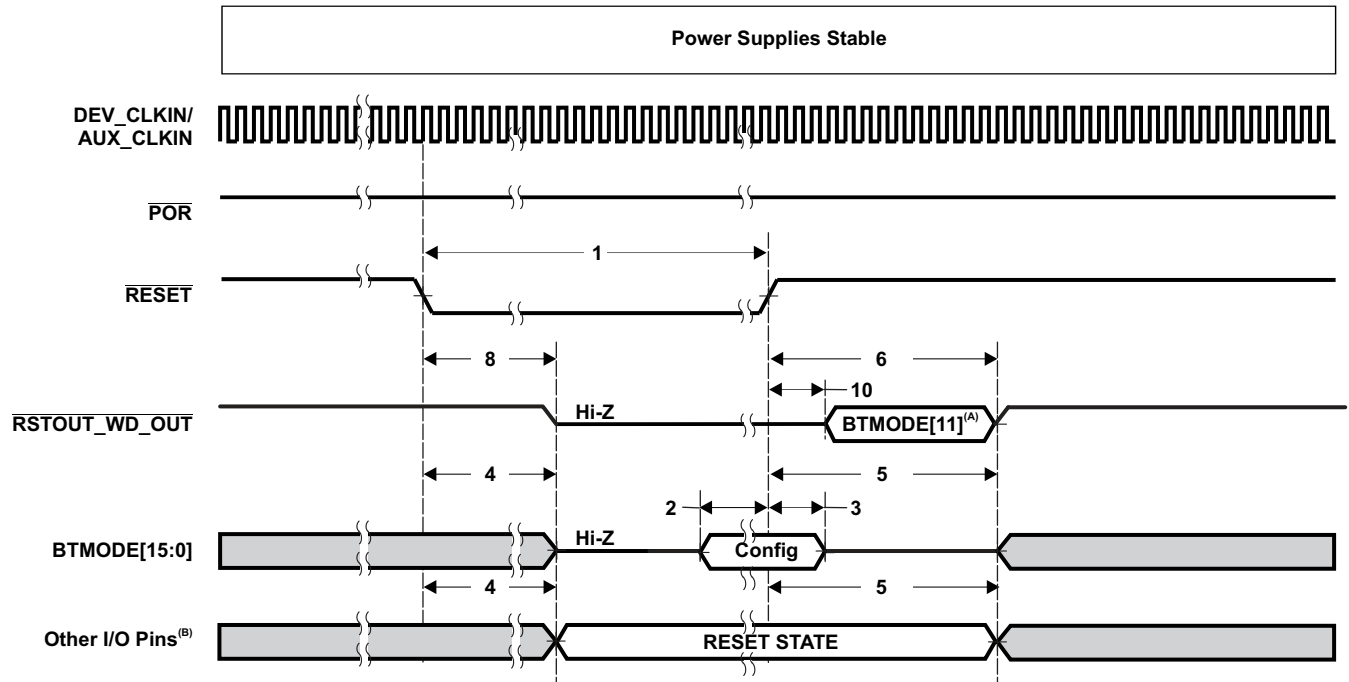 Power Supplies Stable
DEV_CLKIN/
AUX_CLKIN
POR
1
RESET
8
6
10
RSTOUT_WD_OUT
Hi-Z
BTMODE[11](A)
4
5
2
3
BTMODE[15:0]
Hi-Z
Config
4
5
Other I/O Pins(B)
RESET STATE